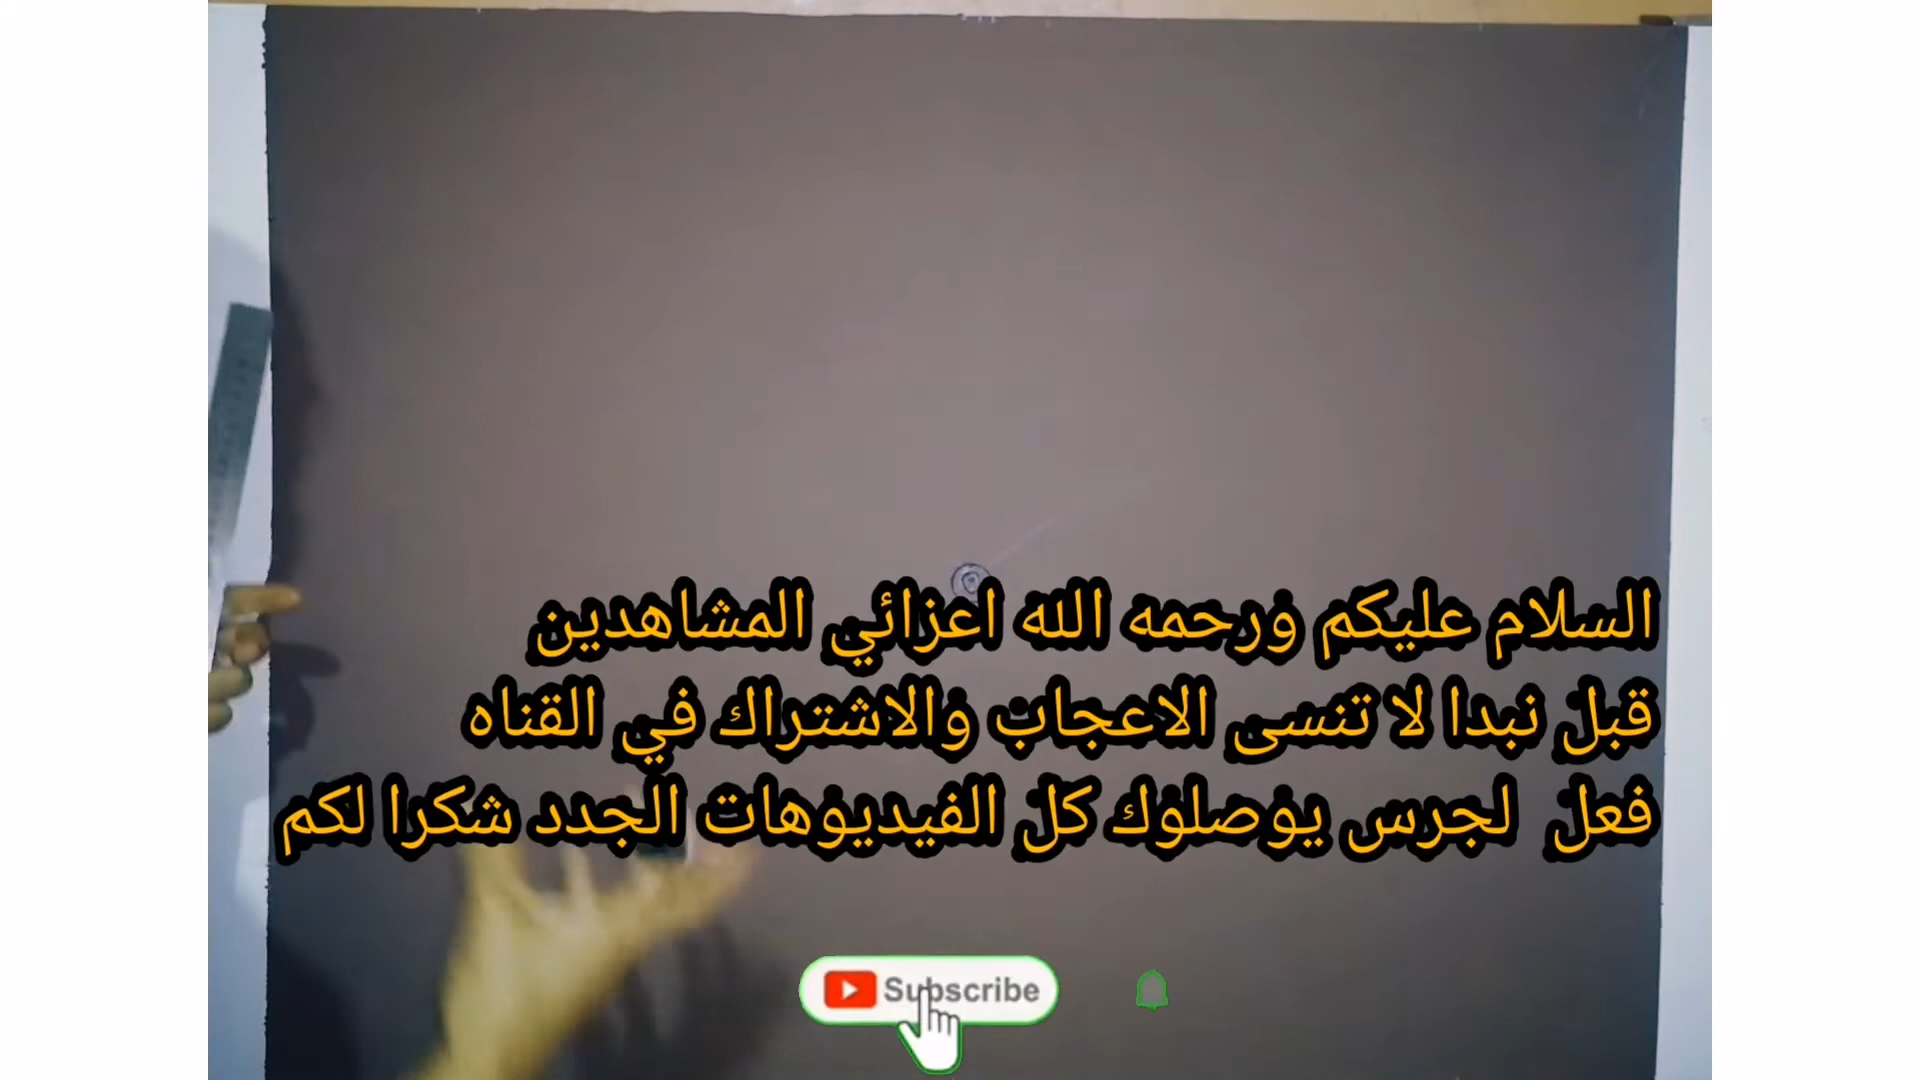 السلام عليكم ورحمه الله اعزائي المشاهدين
قبل نبدا لا تنسى الاعجاب والاشتراك في القناه
فعل لجرس يوصلوك كل الفيديوهات الجدد شكرا لكم
Subscribe